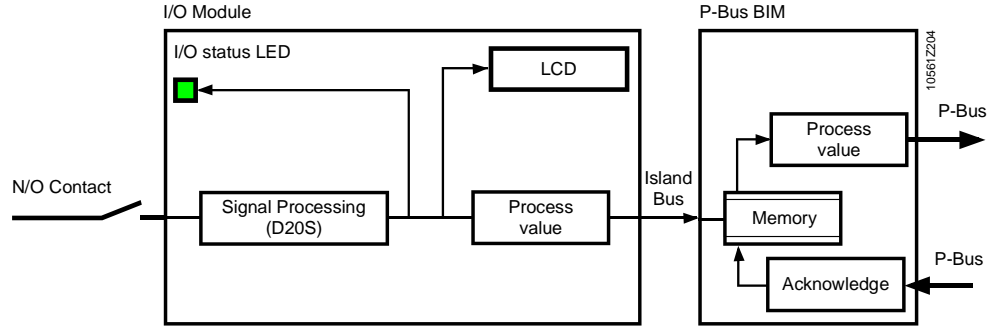 I/O Module
P-Bus BIM
I/O status LED
LCD
10561Z204
P-Bus
Process
value
N/O Contact
Signal Processing
(D20S)
Process
value
Island
Bus
Memory
P-Bus
Acknowledge